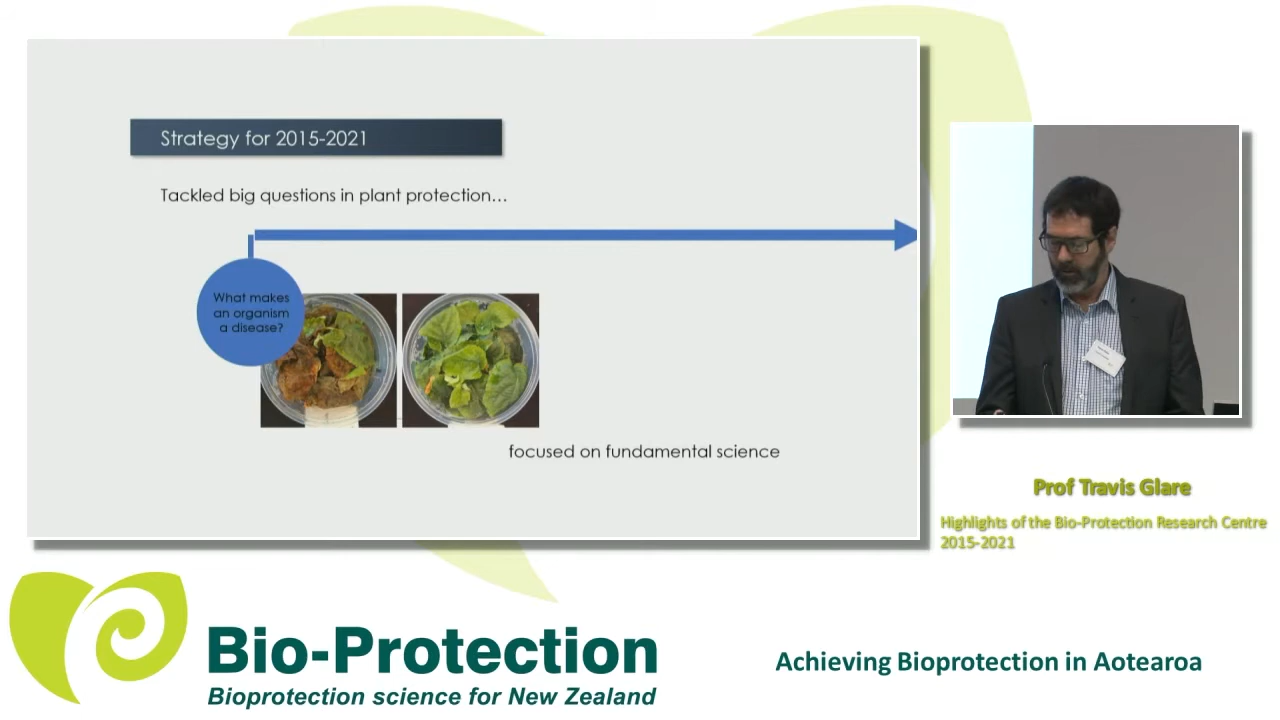 Strategy for 2015-2021
Tackled big questions in plant protection...
What makes
an organism
a disease?
focused on fundamental science
Prof Travis Glare
Highlights of the Bio-Protection Research Centre
2015-2021
Bio-Protection
Bioprotection science for New Zealand
Achieving Bioprotection in Aotearoa